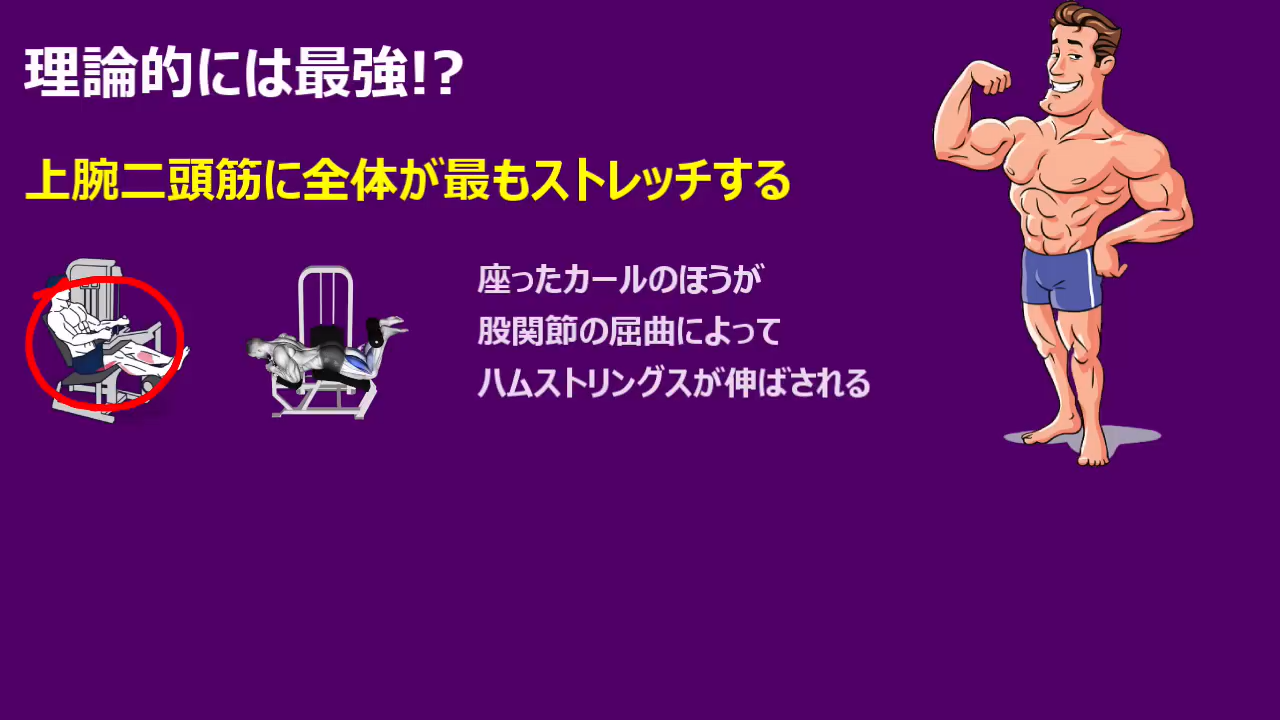 理論的には最強!?
上腕二頭筋に全体が最もストレッチする
座ったカールのほうが
股関節の屈曲によって
ハムストリングスが伸ばされる